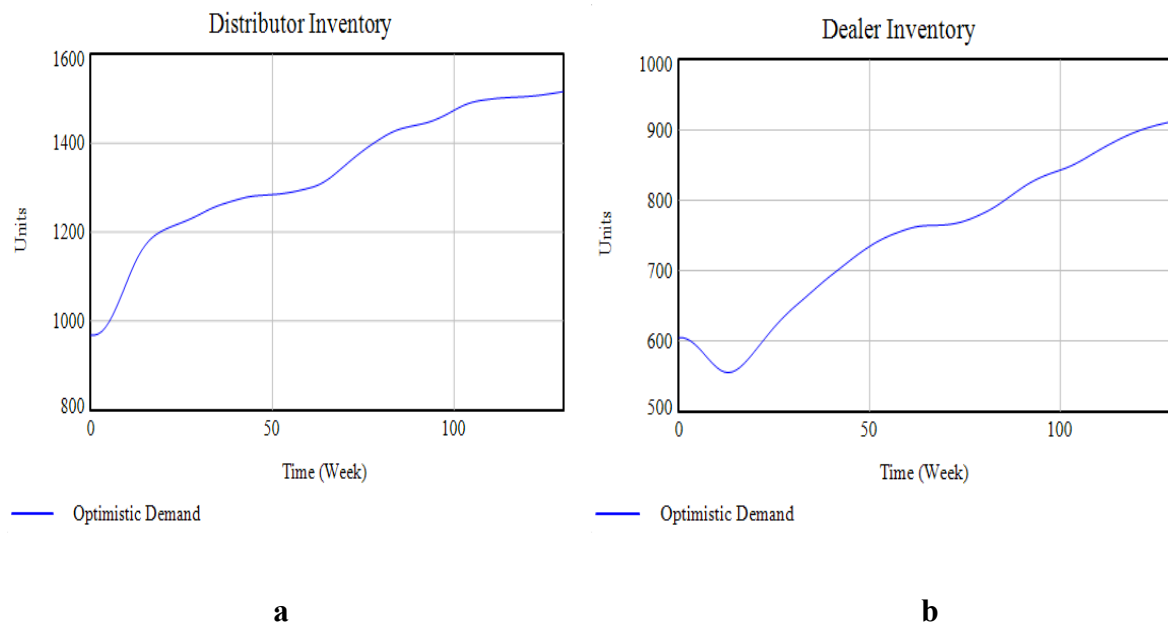 Distributor Inventory
1600
1400
1200
1000
800
Units
0
50
100
Time (Week)
Optimistic Demand
a
Dealer Inventory
1000
900
800
700
600
500
Units
0
50
100
Time (Week)
Optimistic Demand
b